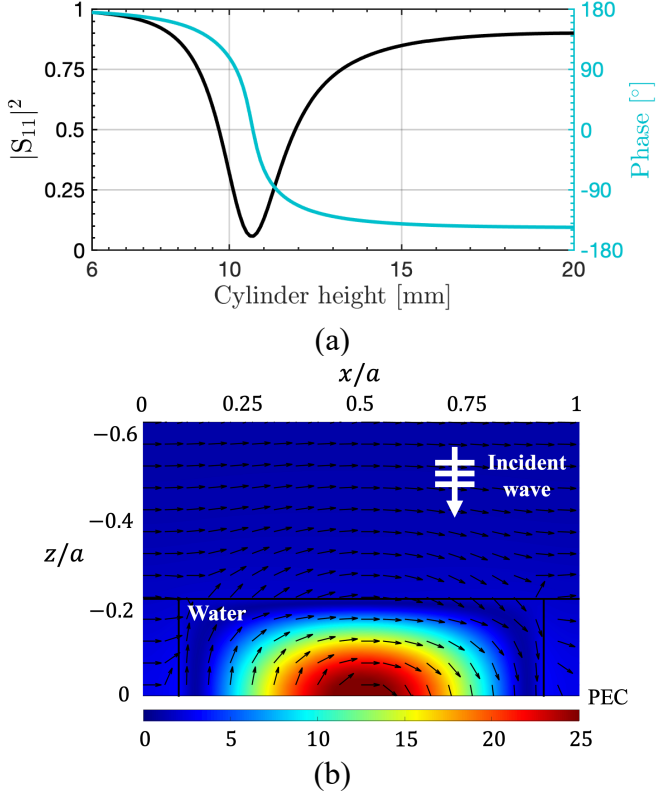 1
0.75
0.5
0.25
0
|S₁₁|²
180
90
0
-90
-180
Phase [°]
6
10
15
20
Cylinder height [mm]
(a)
x/a
0
0.25
0.5
0.75
1
−0.6
−0.4
z/a
−0.2
0
Incident
wave
Water
PEC
0
5
10
15
20
25
(b)